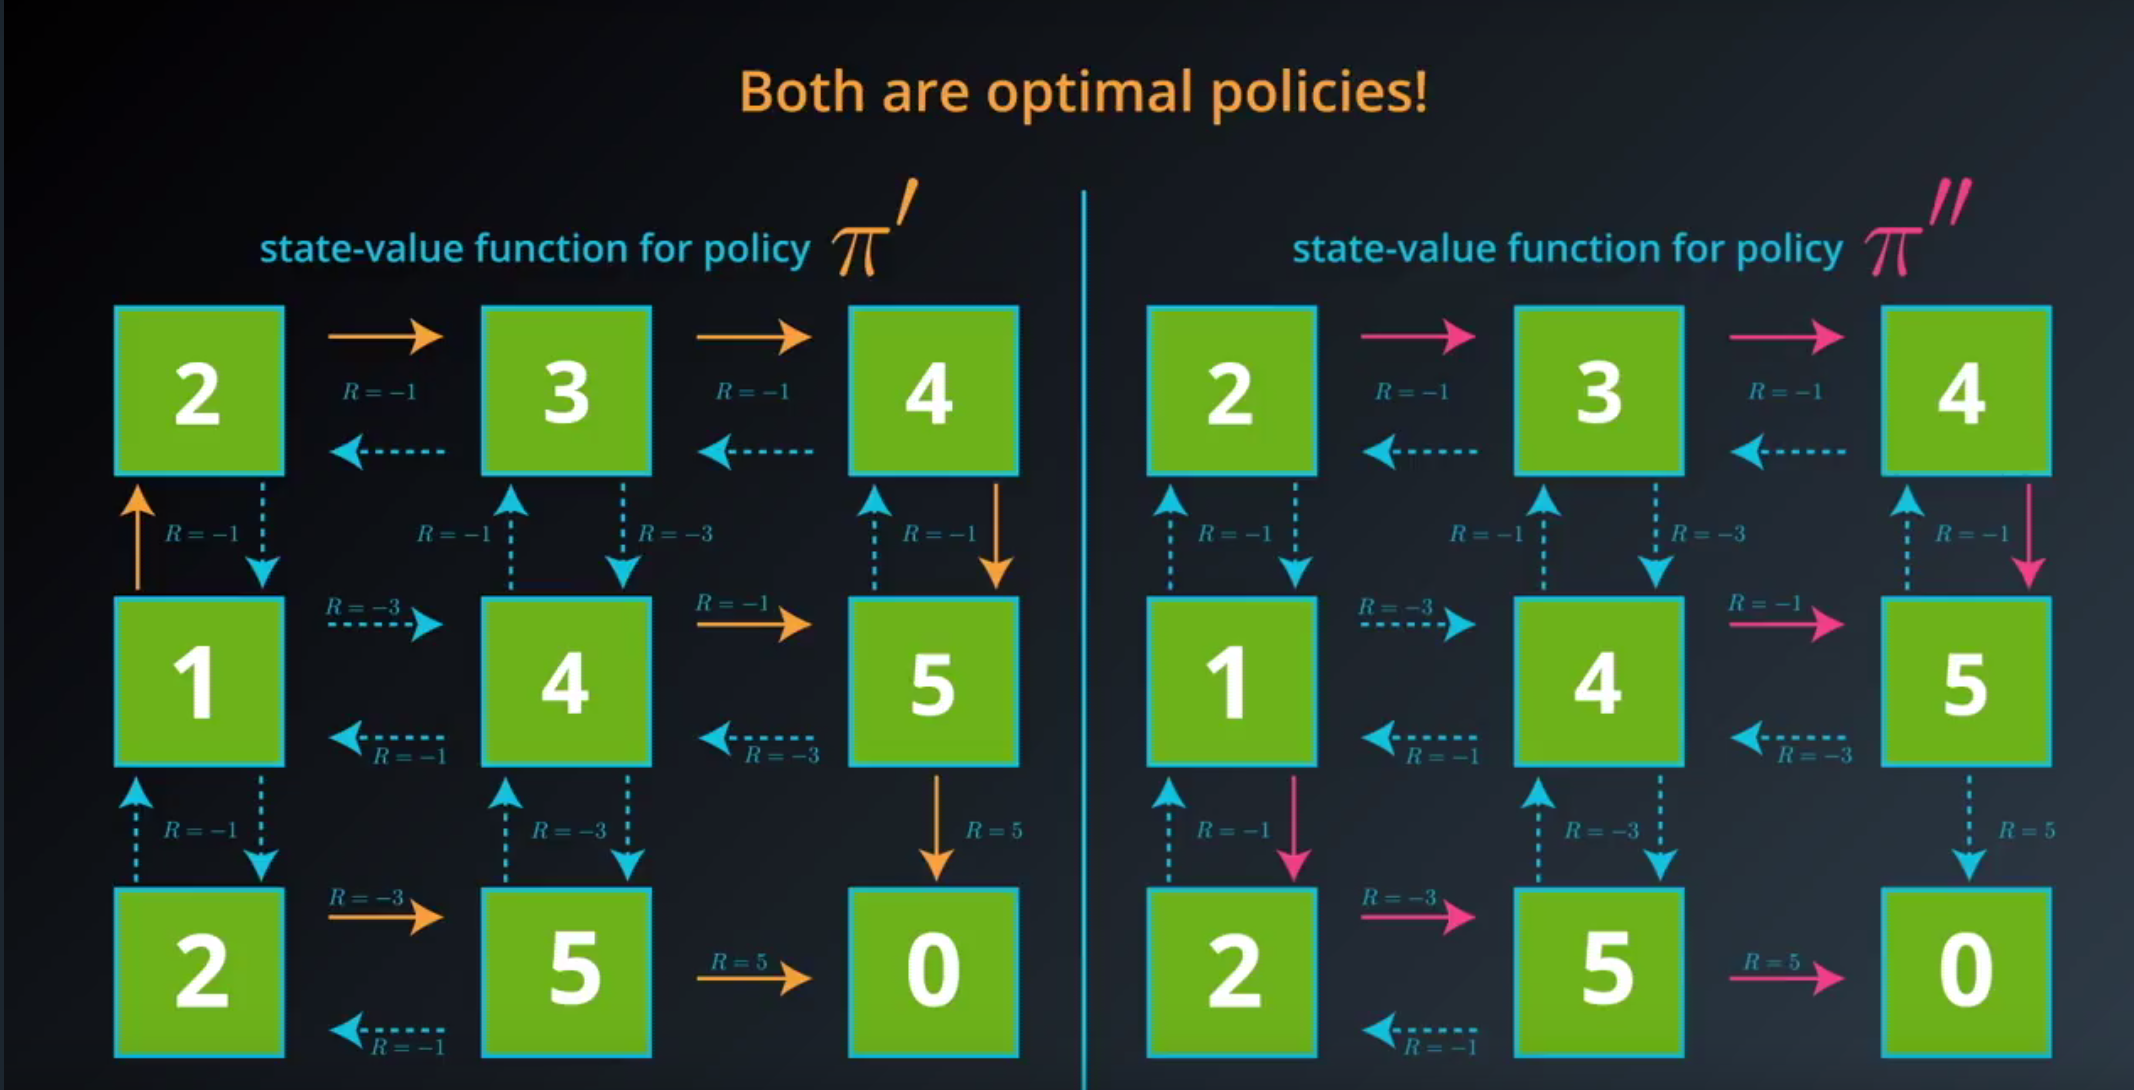 Both are optimal policies!
state-value function for policy π′
2 3 4
R = −1 R = −1
R = −1 R = −1 R = −3 R = −1
R = −3 R = −1
1 4 5
R = −1 R = −3
R = −1 R = −3 R = 5
R = −3
R = 5
2 5 0
R = −1
state-value function for policy π″
2 3 4
R = −1 R = −1
R = −1 R = −1 R = −3 R = −1
R = −3 R = −1
1 4 5
R = −1 R = −3
R = −1 R = −3 R = 5
R = −3
R = 5
2 5 0
R = −1